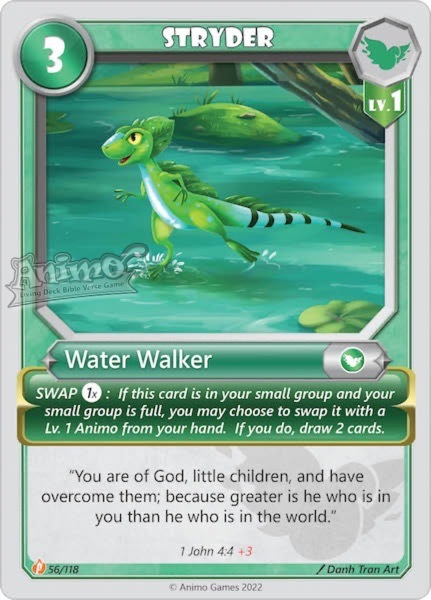 STRYDER
3
LV.1
Animos
Living Deck Bible Verse Game
Water Walker
SWAP 1x : If this card is in your small group and your
small group is full, you may choose to swap it with a
Lv. 1 Animo from your hand. If you do, draw 2 cards.
"You are of God, little children, and have
overcome them; because greater is he who is in
you than he who is in the world."
1 John 4:4 +3
56/118
Danh Tran Art
© Animo Games 2022